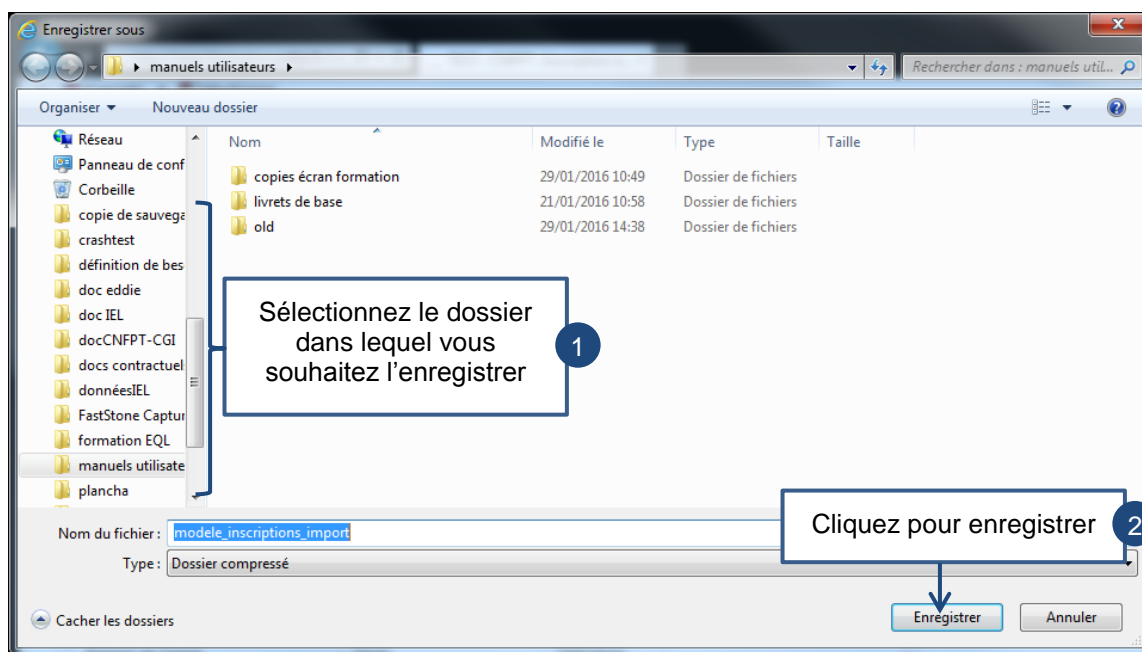 Enregistrer sous
manuels utilisateurs
Rechercher dans : manuels util...
Organiser
Nouveau dossier
Nom
Modifié le
Type
Taille
Réseau
Panneau de conf
Corbeille
copie de sauvega
crashtest
définition de bes
doc eddie
doc IEL
docCNFPT-CGI
docs contractuel
donnéesIEL
FastStone Captur
formation EQL
manuels utilisate
plancha
copies écran formation 29/01/2016 10:49 Dossier de fichiers
livrets de base 21/01/2016 10:58 Dossier de fichiers
old 29/01/2016 14:38 Dossier de fichiers
Sélectionnez le dossier
dans lequel vous
souhaitez l’enregistrer
1
Nom du fichier : modele_inscriptions_import
Type : Dossier compressé
Cliquez pour enregistrer
2
Cacher les dossiers
Enregistrer
Annuler